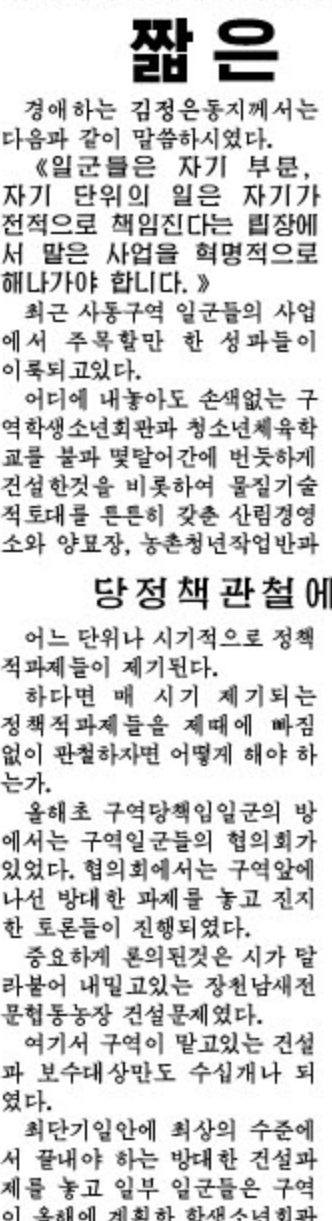 짧은
경애하는 김정은동지께서는
다음과 같이 말씀하시였다.
《일군들은 자기 부문,
자기 단위의 일은 자기가
전적으로 책임진다는 립장에
서 맡은 사업을 혁명적으로
해나가야 합니다.》
최근 사동구역 일군들의 사업
에서 주목할만 한 성과들이
이룩되고있다.
어디에 내놓아도 손색없는 구
역학생소년회관과 청소년체육학
교를 불과 몇달어간에 번듯하게
건설한것을 비롯하여 물질기술
적토대를 튼튼히 갖춘 산림경영
소와 양묘장, 농촌청년작업반과
당정책관철에
어느 단위나 시기적으로 정책
적과제들이 제기된다.
하다면 매 시기 제기되는
정책적과제들을 제때에 빠짐
없이 관철하자면 어떻게 해야 하
는가.
올해초 구역당책임일군의 방
에서는 구역일군들의 협의회가
있었다. 협의회에서는 구역앞에
나선 방대한 과제를 놓고 진지
한 토론들이 진행되였다.
중요하게 론의된것은 시가 달
라붙어 내밀고있는 장천남새전
문협동농장 건설문제였다.
여기서 구역이 맡고있는 건설
과 보수대상만도 수십개나 되
였다.
최단기일안에 최상의 수준에
서 끝내야 하는 방대한 건설과
제를 놓고 일부 일군들은 구역
이 올해에 계획한 학생소년회관